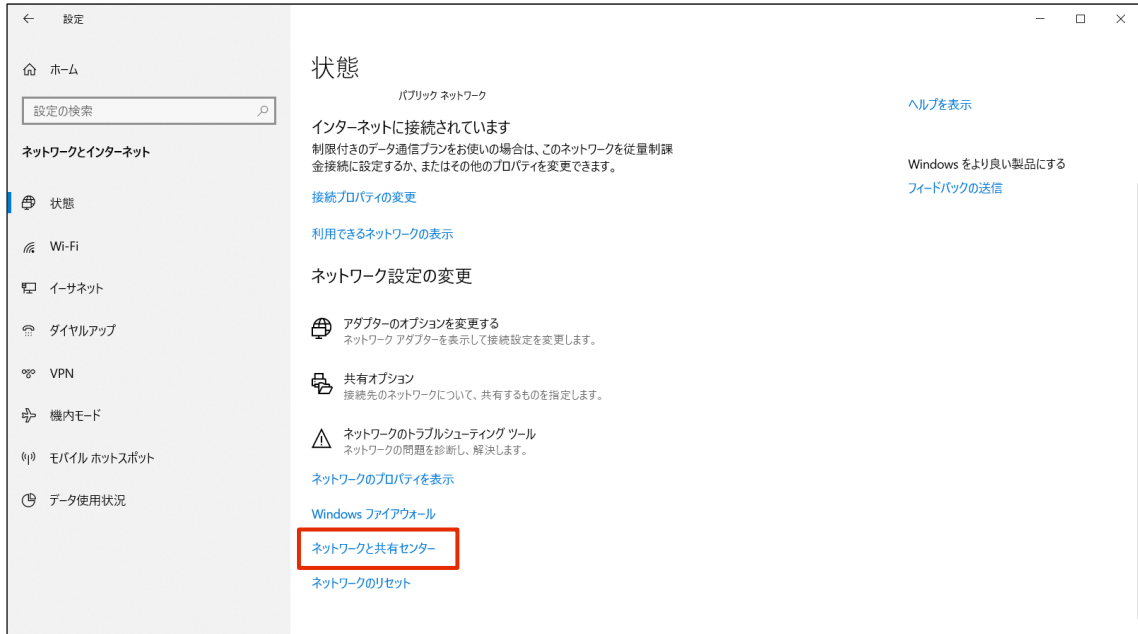 設定
ホーム
設定の検索
ネットワークとインターネット
状態
Wi-Fi
イーサネット
ダイヤルアップ
VPN
機内モード
モバイル ホットスポット
データ使用状況
状態
パブリック ネットワーク
インターネットに接続されています
制限付きのデータ通信プランをお使いの場合は、このネットワークを従量制課
金接続に設定するか、またはその他のプロパティを変更できます。
接続プロパティの変更
利用できるネットワークの表示
ネットワーク設定の変更
アダプターのオプションを変更する
ネットワーク アダプターを表示して接続設定を変更します。
共有オプション
接続先のネットワークについて、共有するものを指定します。
ネットワークのトラブルシューティング ツール
ネットワークの問題を診断し、解決します。
ネットワークのプロパティを表示
Windows ファイアウォール
ネットワークと共有センター
ネットワークのリセット
ヘルプを表示
Windows をより良い製品にする
フィードバックの送信